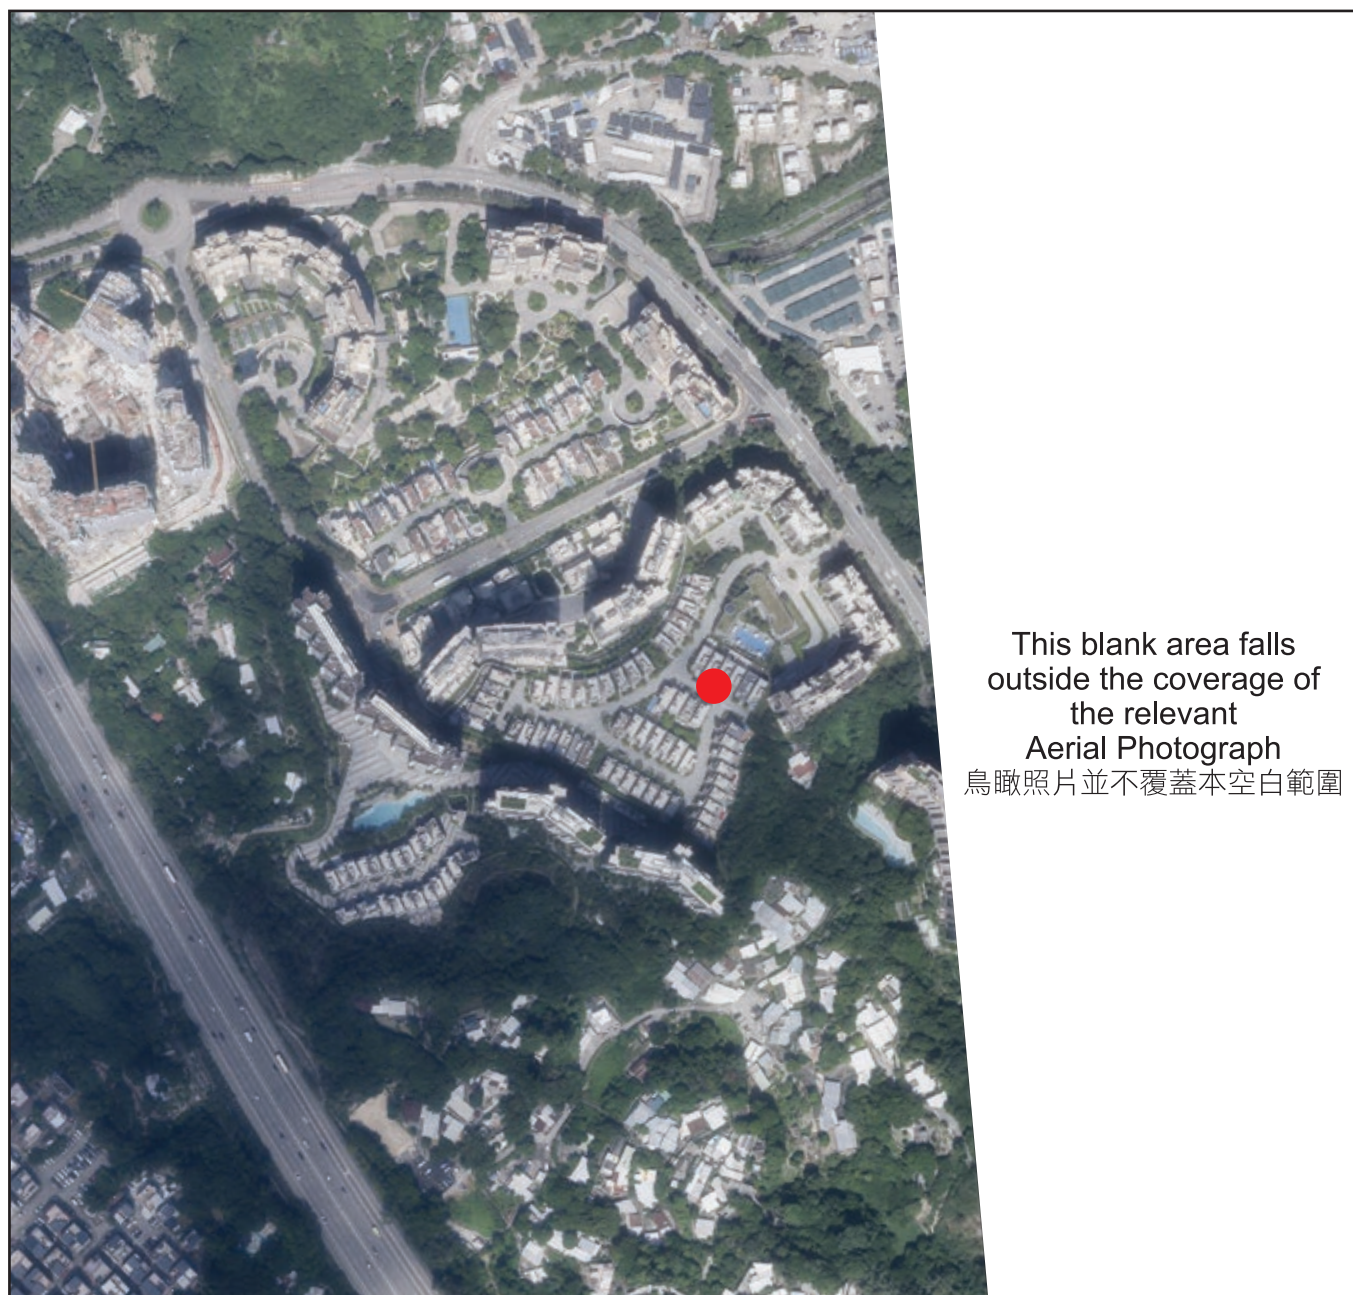 This blank area falls
outside the coverage of
the relevant
Aerial Photograph
鳥瞰照片並不覆蓋本空白範圍